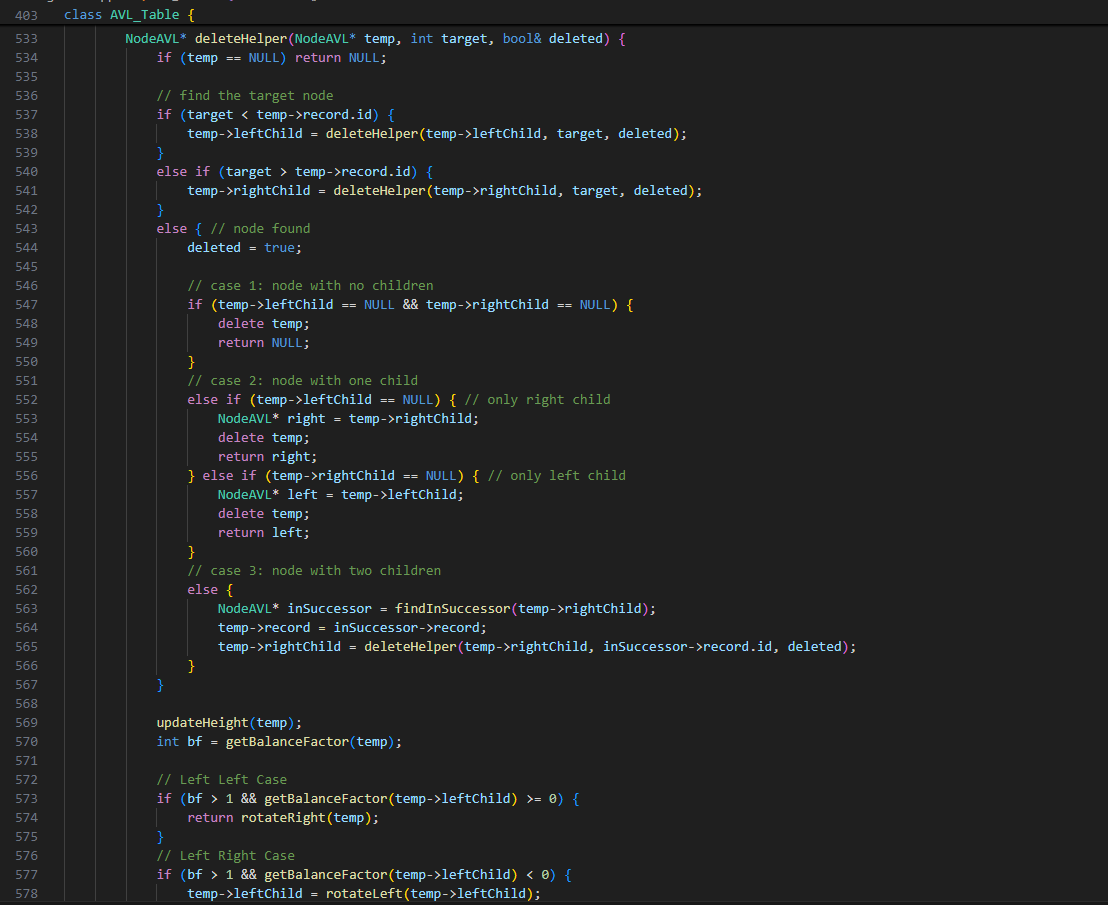 403 class AVL_Table {
533 NodeAVL* deleteHelper(NodeAVL* temp, int target, bool& deleted) {
534 if (temp == NULL) return NULL;
535
536 // find the target node
537 if (target < temp->record.id) {
538 temp->leftChild = deleteHelper(temp->leftChild, target, deleted);
539 }
540 else if (target > temp->record.id) {
541 temp->rightChild = deleteHelper(temp->rightChild, target, deleted);
542 }
543 else { // node found
544 deleted = true;
545
546 // case 1: node with no children
547 if (temp->leftChild == NULL && temp->rightChild == NULL) {
548 delete temp;
549 return NULL;
550 }
551 // case 2: node with one child
552 else if (temp->leftChild == NULL) { // only right child
553 NodeAVL* right = temp->rightChild;
554 delete temp;
555 return right;
556 } else if (temp->rightChild == NULL) { // only left child
557 NodeAVL* left = temp->leftChild;
558 delete temp;
559 return left;
560 }
561 // case 3: node with two children
562 else {
563 NodeAVL* inSuccessor = findInSuccessor(temp->rightChild);
564 temp->record = inSuccessor->record;
565 temp->rightChild = deleteHelper(temp->rightChild, inSuccessor->record.id, deleted);
566 }
567 }
568
569 updateHeight(temp);
570 int bf = getBalanceFactor(temp);
571
572 // Left Left Case
573 if (bf > 1 && getBalanceFactor(temp->leftChild) >= 0) {
574 return rotateRight(temp);
575 }
576 // Left Right Case
577 if (bf > 1 && getBalanceFactor(temp->leftChild) < 0) {
578 temp->leftChild = rotateLeft(temp->leftChild);